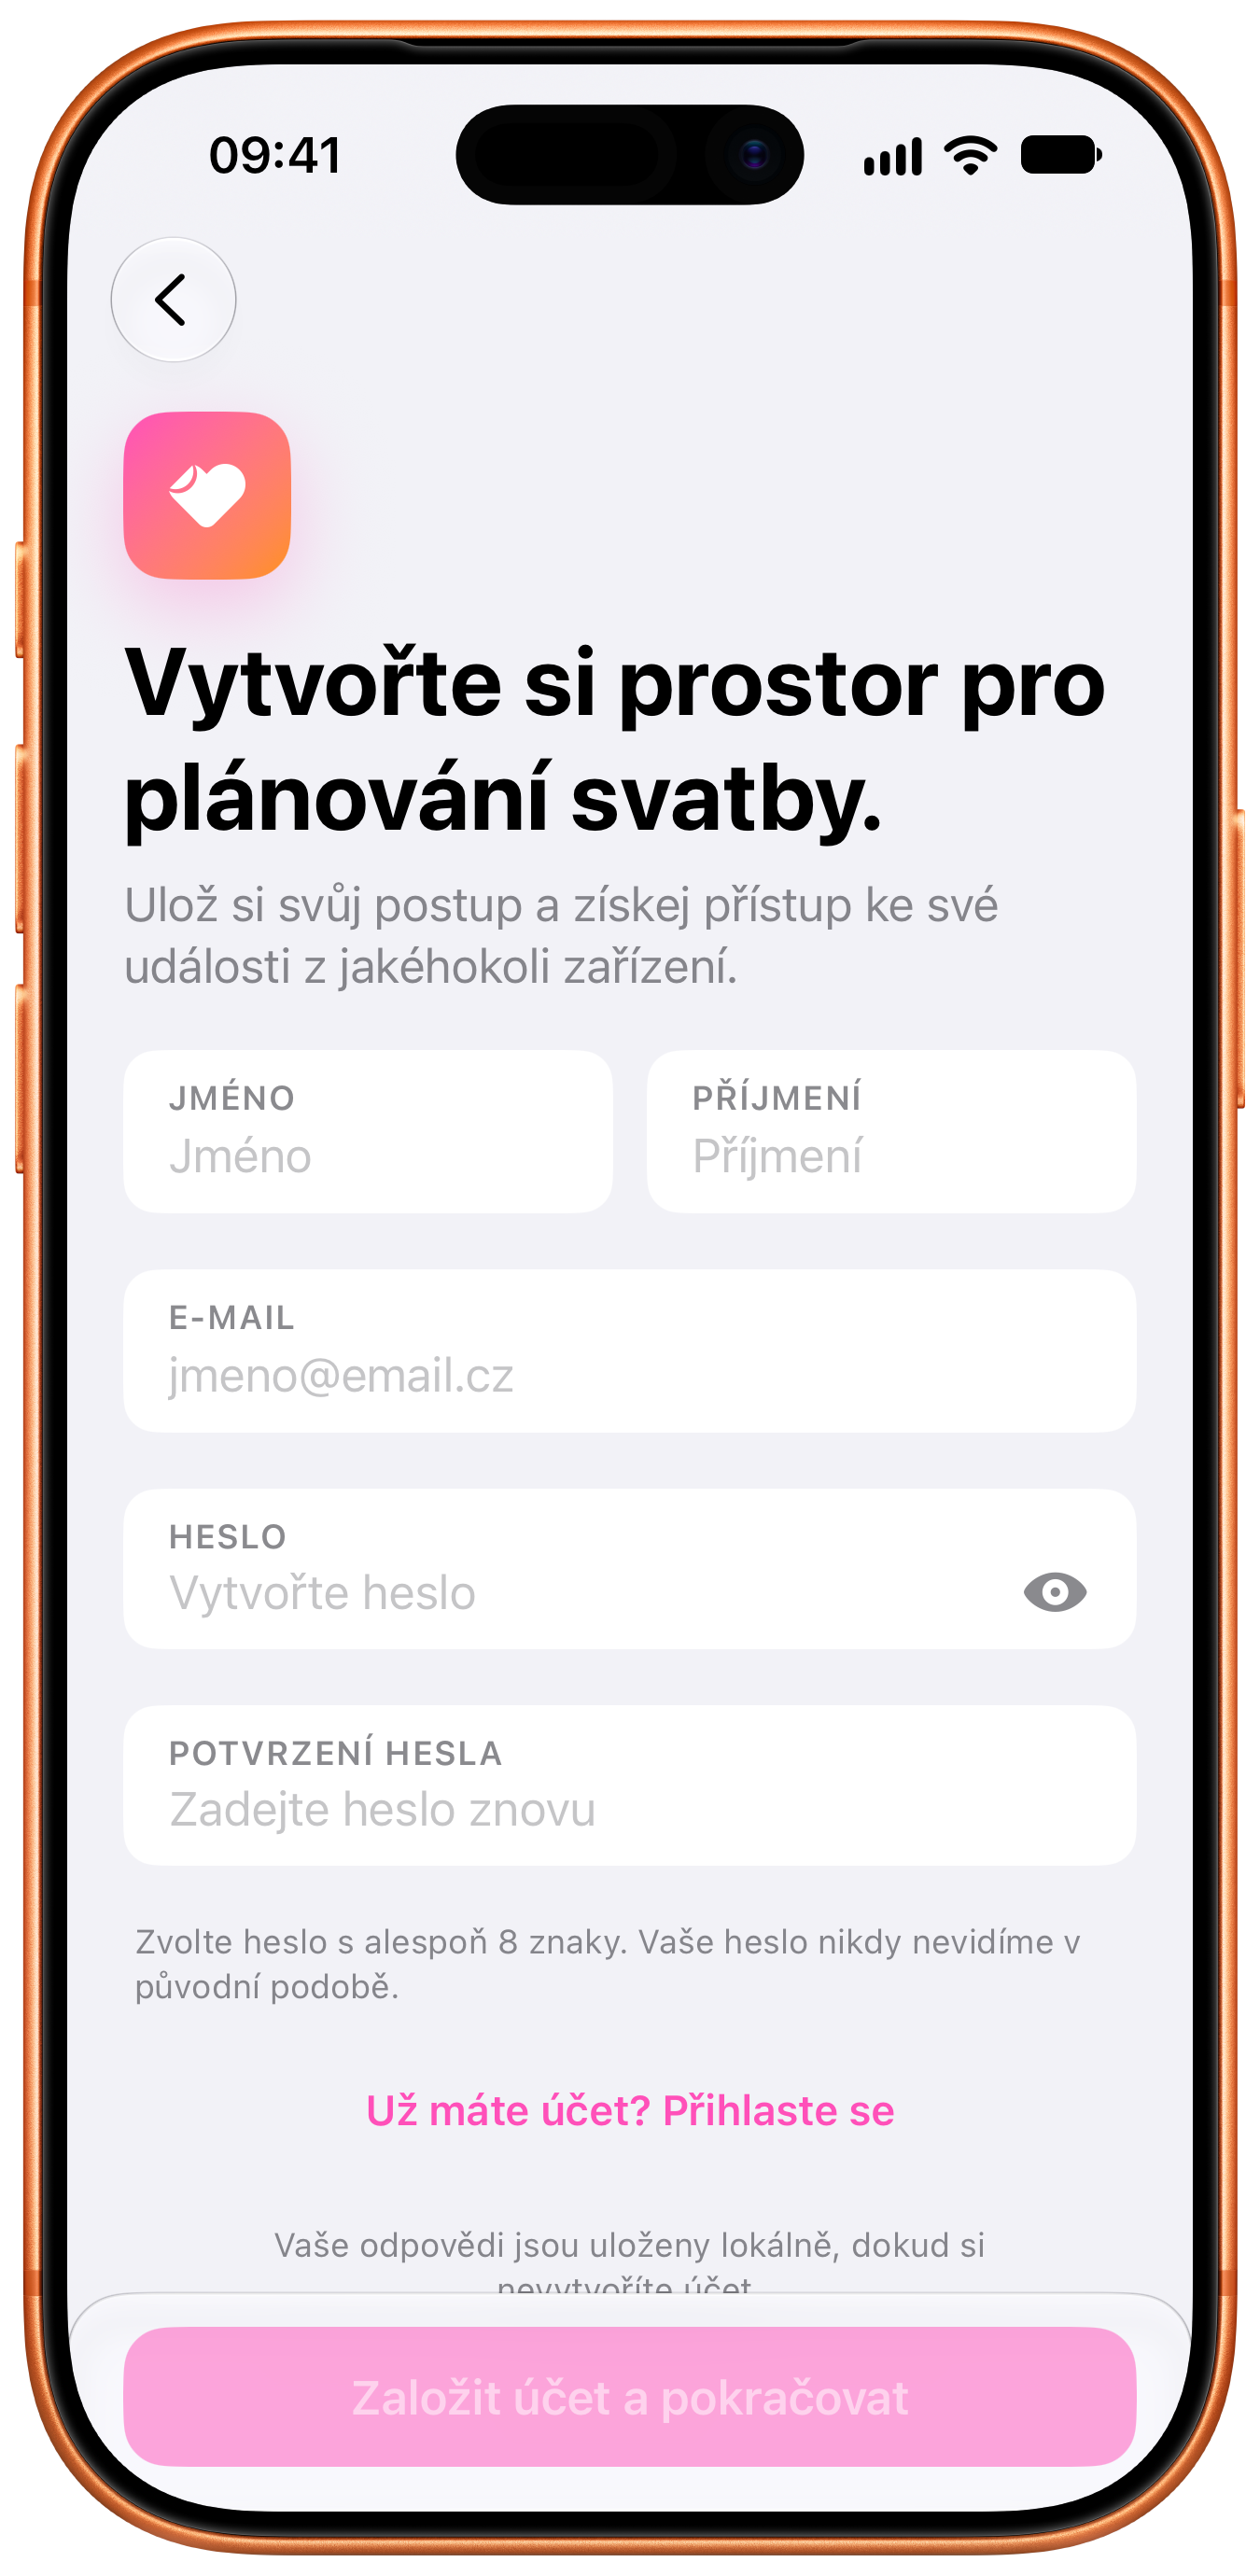 09:41
Vytvořte si prostor pro
plánování svatby.
Ulož si svůj postup a získej přístup ke své
události z jakéhokoli zařízení.
JMÉNO
Jméno
PŘÍJMENÍ
Příjmení
E-MAIL
jmeno@email.cz
HESLO
Vytvořte heslo
POTVRZENÍ HESLA
Zadejte heslo znovu
Zvolte heslo s alespoň 8 znaky. Vaše heslo nikdy nevidíme v
původní podobě.
Už máte účet? Přihlaste se
Vaše odpovědi jsou uloženy lokálně, dokud si
nevytvoříte účet
Založit účet a pokračovat